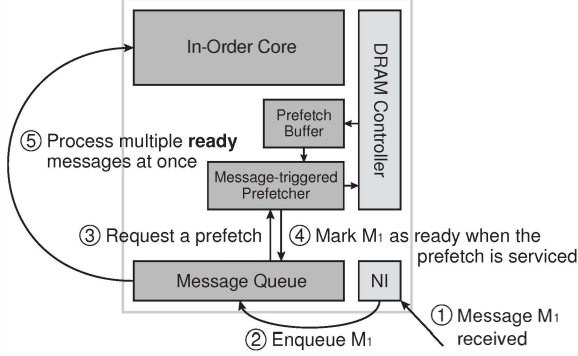 In-Order Core
DRAM Controller
Prefetch
Buffer
⑤ Process multiple ready
messages at once
Message-triggered
Prefetcher
③ Request a prefetch
④ Mark M₁ as ready when the
prefetch is serviced
Message Queue
NI
① Message M₁
received
② Enqueue M₁